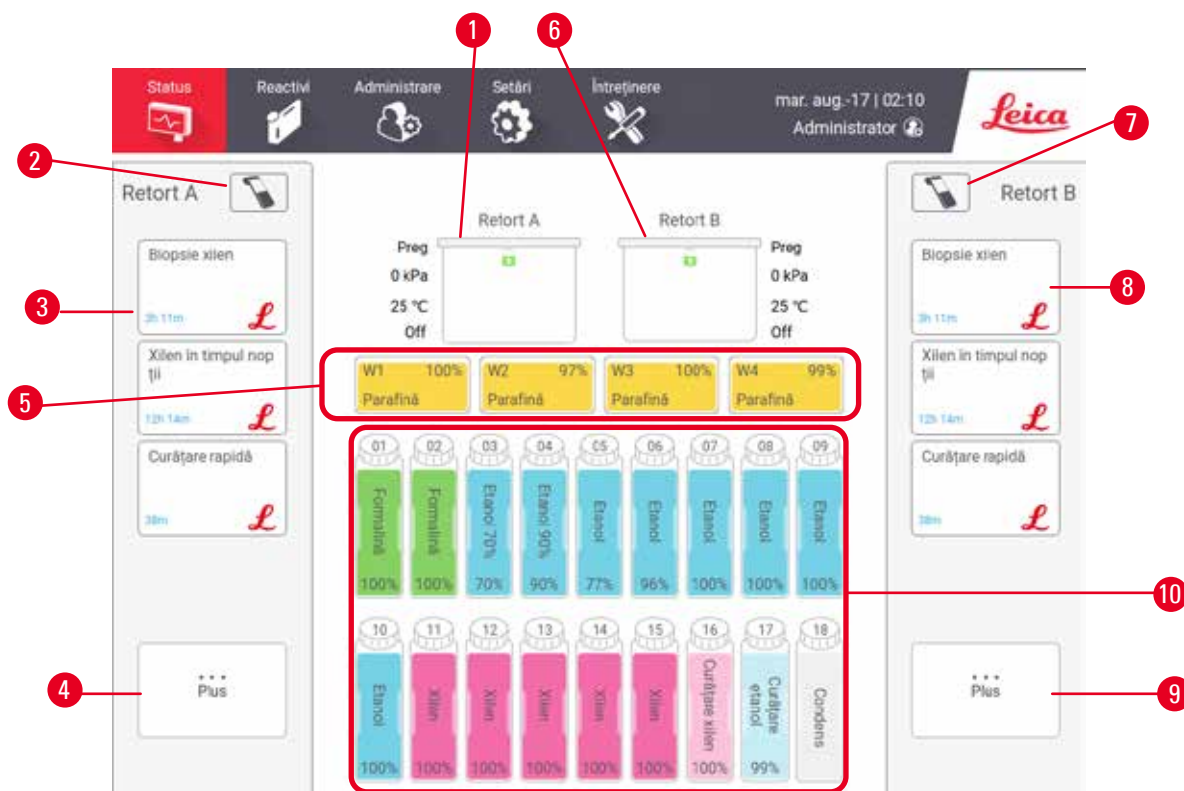 1
6
Status
Reactivi
Administrare
Setări
Întreținere
mar. aug.-17 | 02:10
Administrator
Leica
7
2
Retort A
Retort B
Retort A
Retort B
Preg
0 kPa
25 °C
Off
Preg
0 kPa
25 °C
Off
3
Biopsie xilen
3h 11m
Xilen în timpul nop
ții
12h 14m
Curățare rapidă
38m
4
Plus
5
W1 100%
Parafină
W2 97%
Parafină
W3 100%
Parafină
W4 99%
Parafină
01 02 03 04 05 06 07 08 09
Formalină
Formalină
Etanol 70%
Etanol 90%
Etanol
Etanol
Etanol
Etanol
Etanol
100% 100% 70% 90% 77% 96% 100% 100% 100%
10 11 12 13 14 15 16 17 18
Etanol
Xilen
Xilen
Xilen
Xilen
Xilen
Curățare xilen
Curățare
etanol
Condens
100% 100% 100% 100% 100% 100% 100% 99%
8
Biopsie xilen
3h 11m
Xilen în timpul nop
ții
12h 14m
Curățare rapidă
38m
10
9
Plus